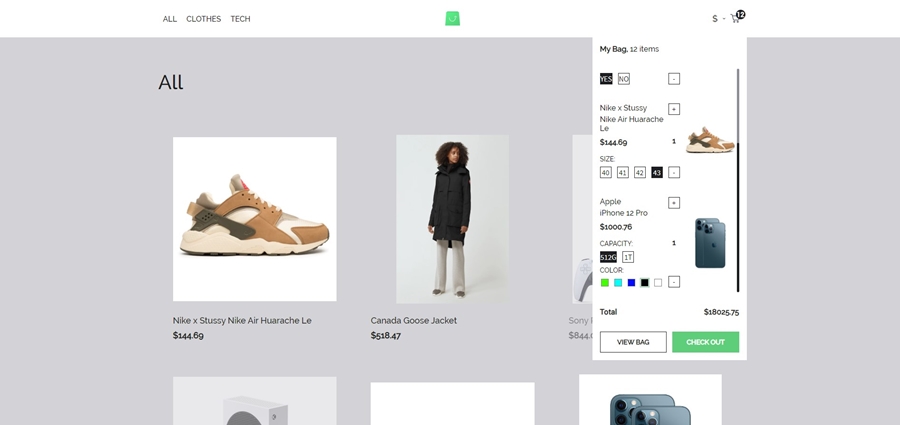 ALL CLOTHES TECH
$ 12
My Bag, 12 items
All
YES NO -
Nike x Stussy +
Nike Air Huarache
Le
$144.69 1
SIZE:
40 41 42 43 -
Apple +
iPhone 12 Pro
$1000.76
CAPACITY: 1
512G 1T
COLOR:
-
Total $18025.75
VIEW BAG CHECK OUT
Nike x Stussy Nike Air Huarache Le
$144.69
Canada Goose Jacket
$518.47
Sony
$844.0